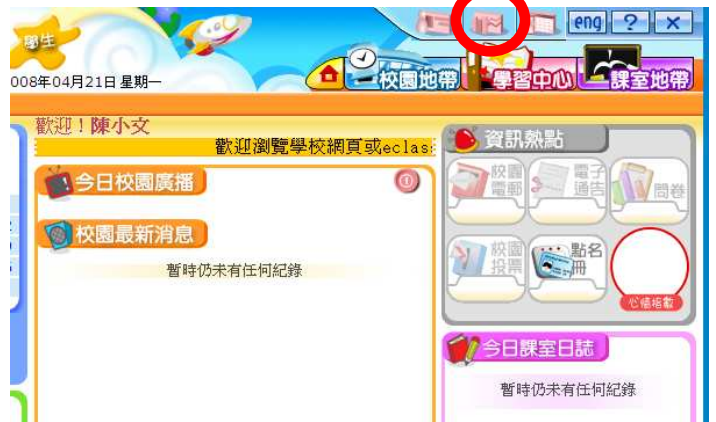 學生
eng ? ×
008年04月21日 星期一
校園地帶
學習中心
課室地帶
歡迎！陳小文
歡迎瀏覽學校網頁或eclas
資訊熱點
今日校園廣播
校園電郵
電子通告
問卷
校園最新消息
暫時仍未有任何紀錄
校園投票
點名冊
心情指數
今日課室日誌
暫時仍未有任何紀錄